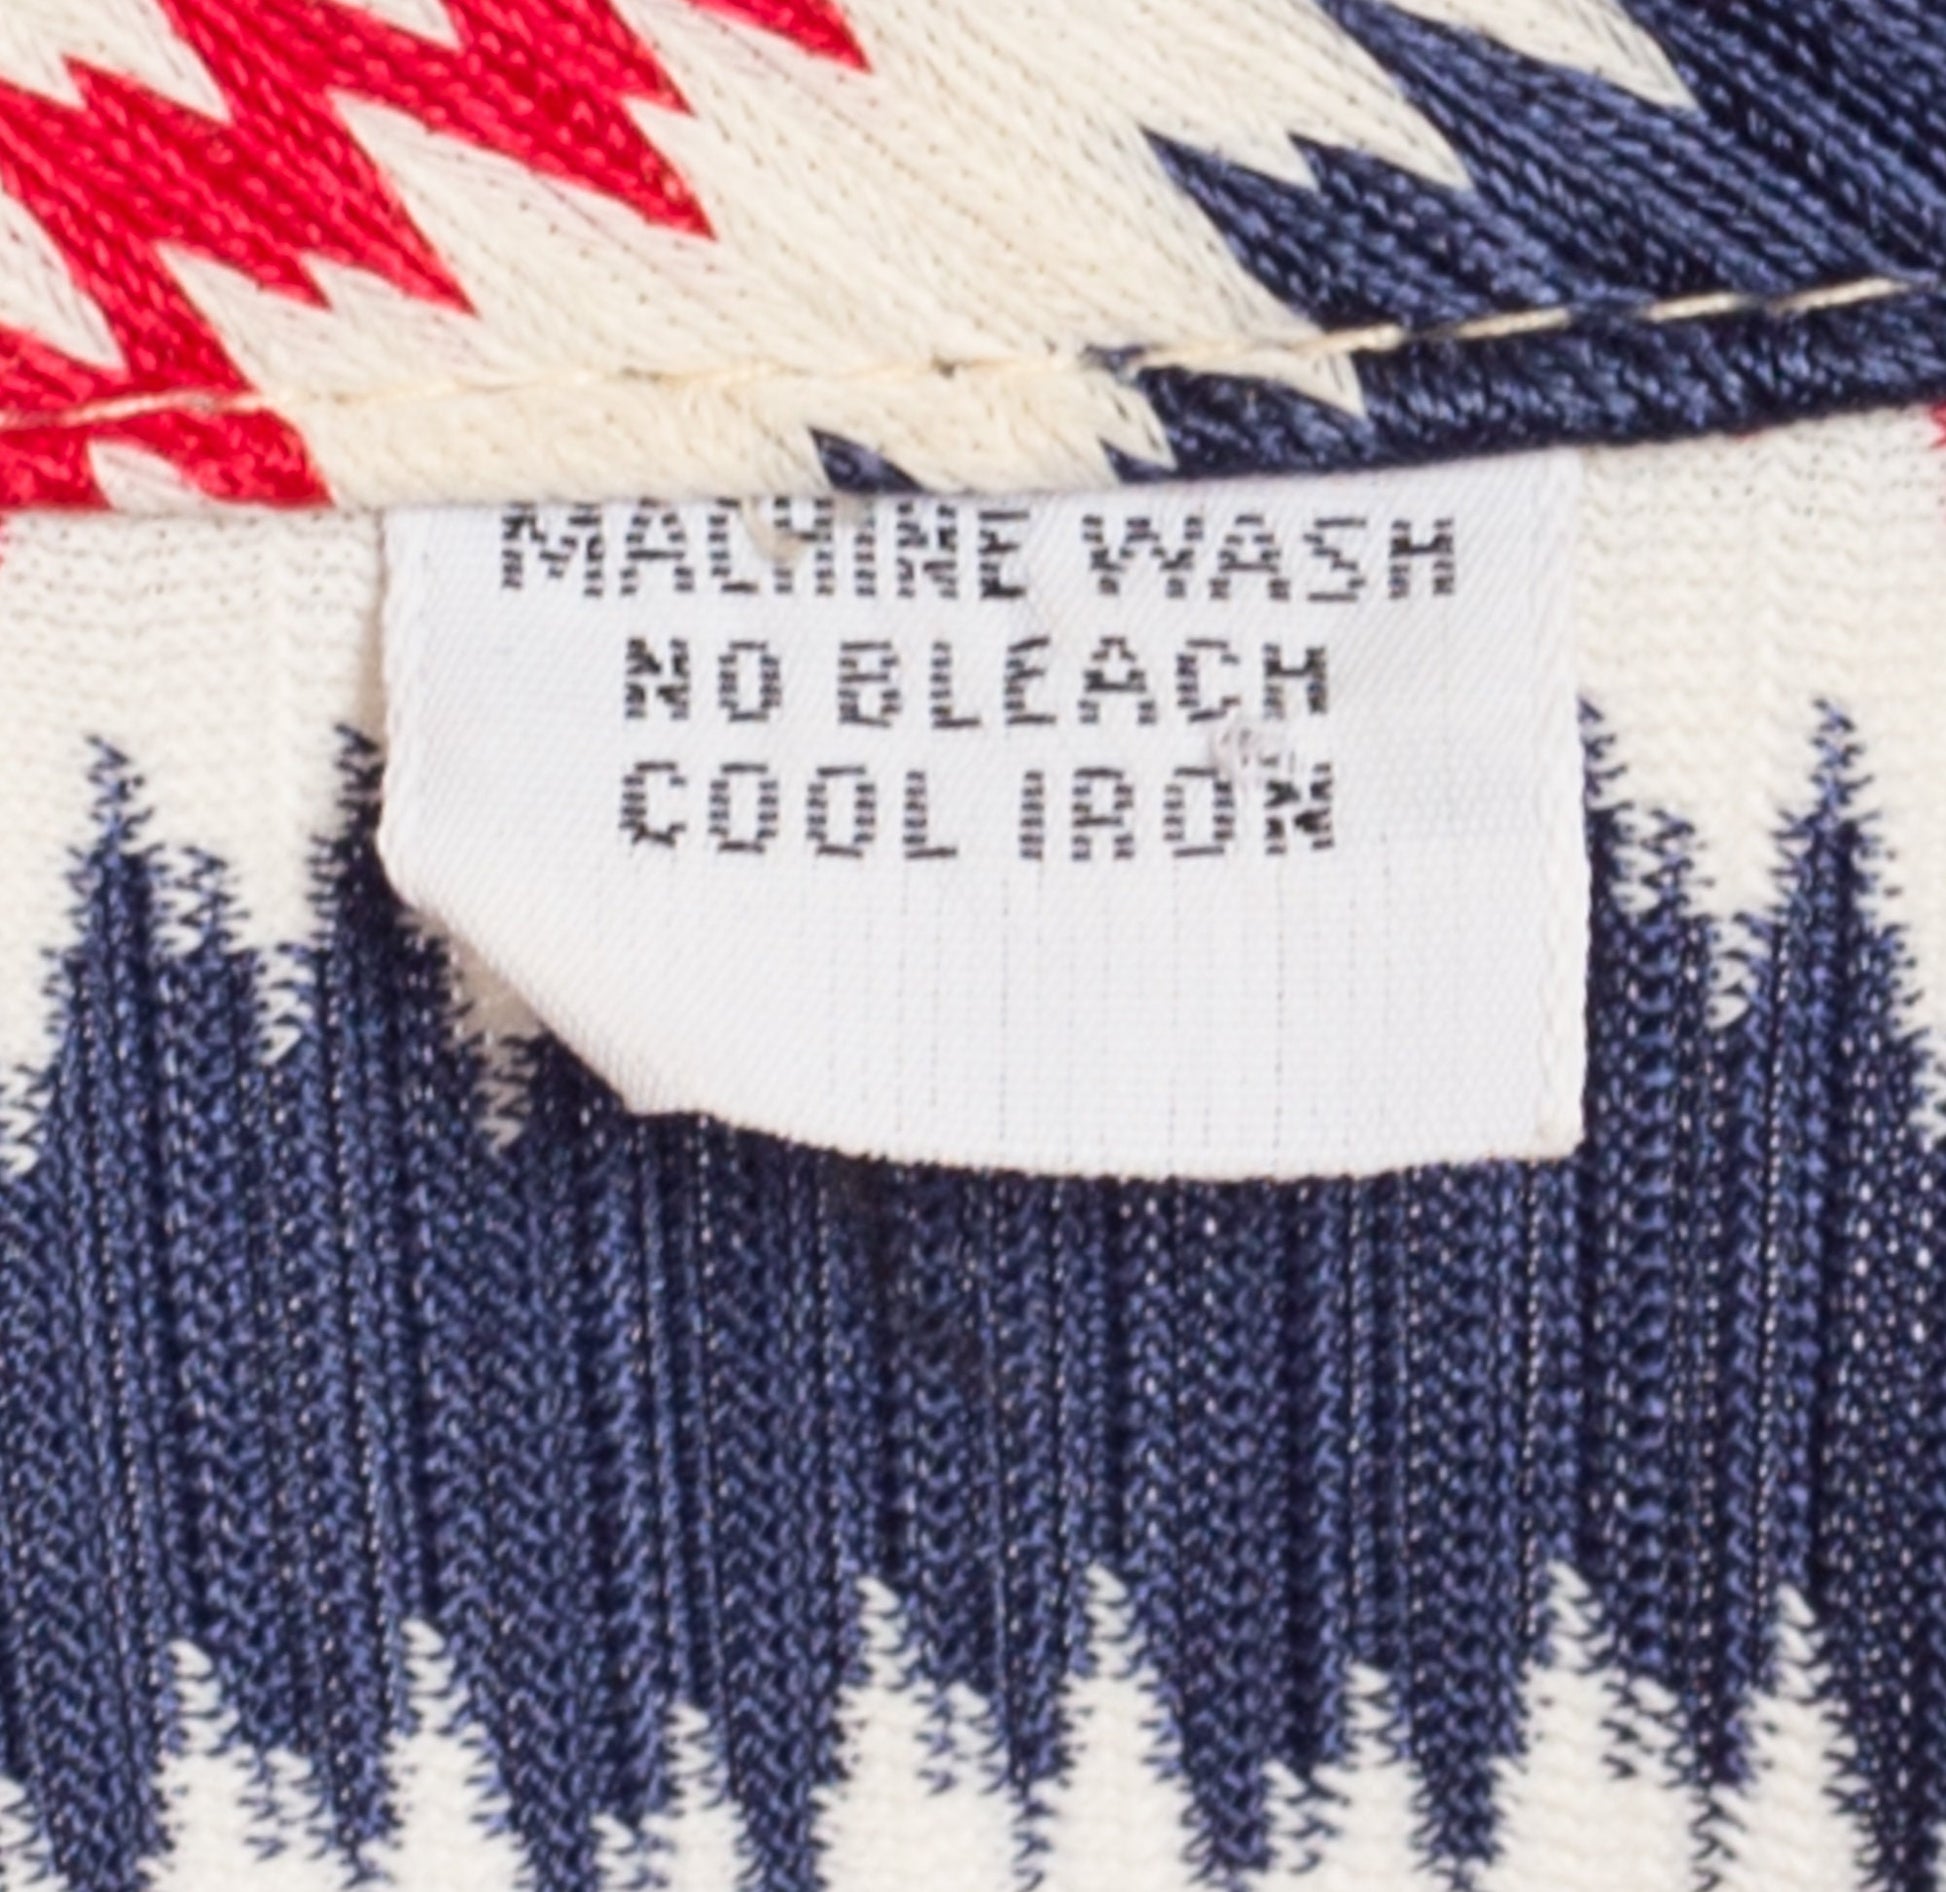 MACHINE WASH
NO BLEACH
COOL IRON